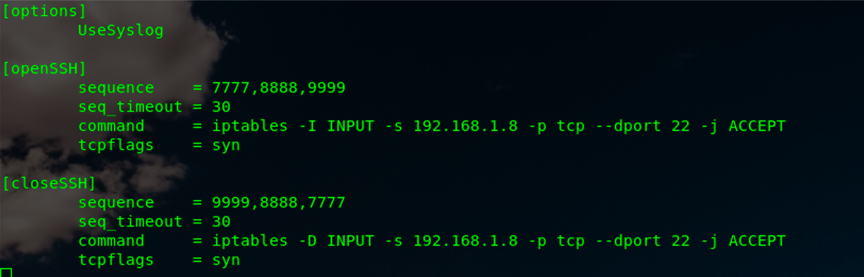 [options]
UseSyslog
[openSSH]
sequence = 7777,8888,9999
seq_timeout = 30
command = iptables -I INPUT -s 192.168.1.8 -p tcp --dport 22 -j ACCEPT
tcpflags = syn
[closeSSH]
sequence = 9999,8888,7777
seq_timeout = 30
command = iptables -D INPUT -s 192.168.1.8 -p tcp --dport 22 -j ACCEPT
tcpflags = syn